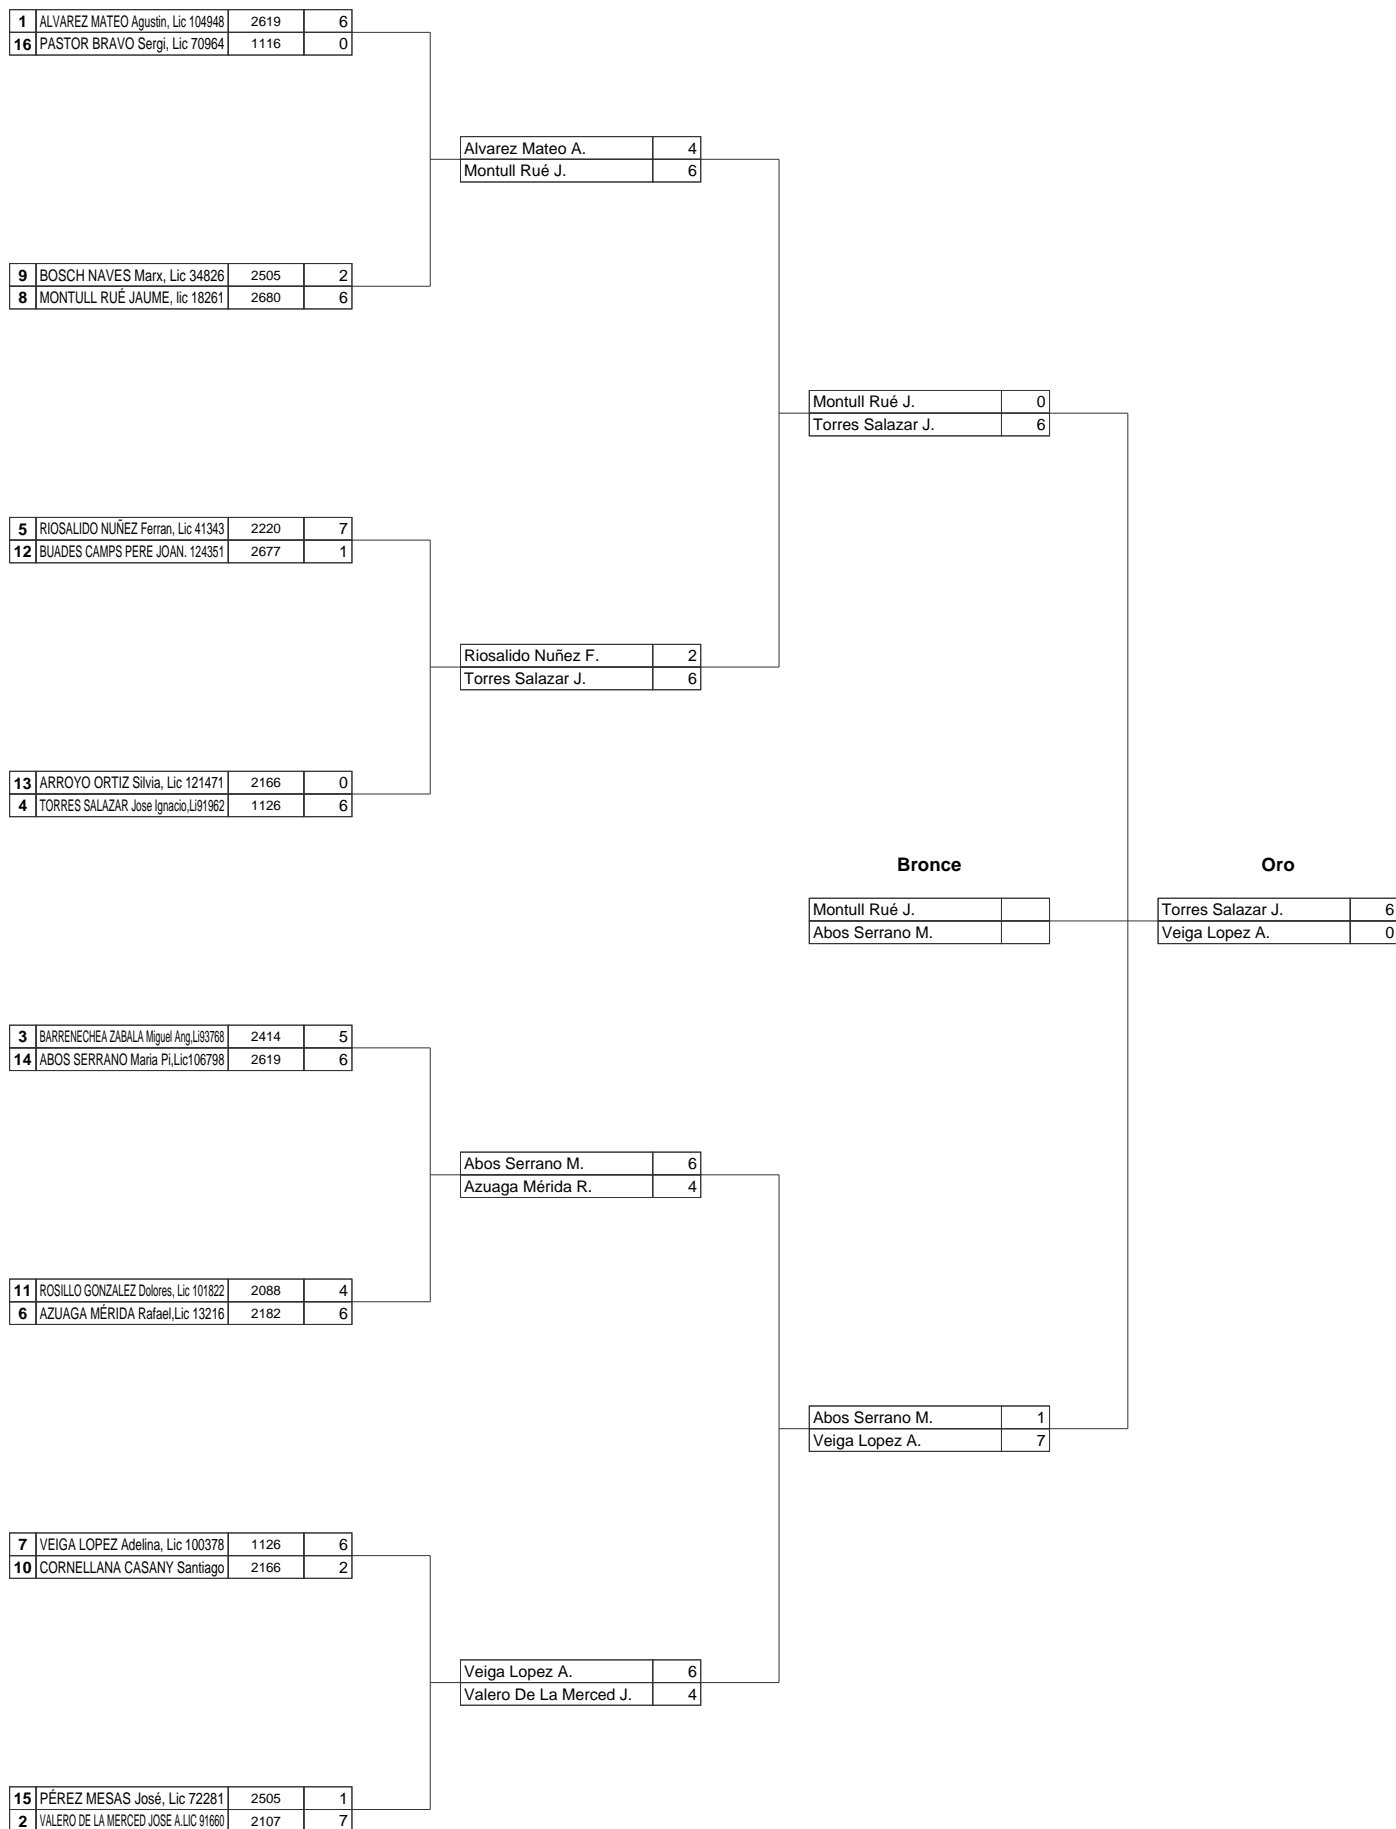 1 ALVAREZ MATEO Agustin, Lic 104948 2619 6
16 PASTOR BRAVO Sergi, Lic 70964 1116 0
Alvarez Mateo A. 4
Montull Rué J. 6
9 BOSCH NAVES Marx, Lic 34826 2505 2
8 MONTULL RUÉ JAUME, lic 18261 2680 6
Montull Rué J. 0
Torres Salazar J. 6
5 RIOSALIDO NUÑEZ Ferran, Lic 41343 2220 7
12 BUADES CAMPS PERE JOAN. 124351 2677 1
Riosalido Nuñez F. 2
Torres Salazar J. 6
13 ARROYO ORTIZ Silvia, Lic 121471 2166 0
4 TORRES SALAZAR Jose Ignacio,Li91962 1126 6
Bronce Oro
Montull Rué J. Torres Salazar J. 6
Abos Serrano M. Veiga Lopez A. 0
3 BARRENECHEA ZABALA Miguel Ang,Li93768 2414 5
14 ABOS SERRANO Maria Pi,Lic106798 2619 6
Abos Serrano M. 6
Azuaga Mérida R. 4
11 ROSILLO GONZALEZ Dolores, Lic 101822 2088 4
6 AZUAGA MÉRIDA Rafael,Lic 13216 2182 6
Abos Serrano M. 1
Veiga Lopez A. 7
7 VEIGA LOPEZ Adelina, Lic 100378 1126 6
10 CORNELLANA CASANY Santiago 2166 2
Veiga Lopez A. 6
Valero De La Merced J. 4
15 PÉREZ MESAS José, Lic 72281 2505 1
2 VALERO DE LA MERCED JOSE A.LIC 91660 2107 7